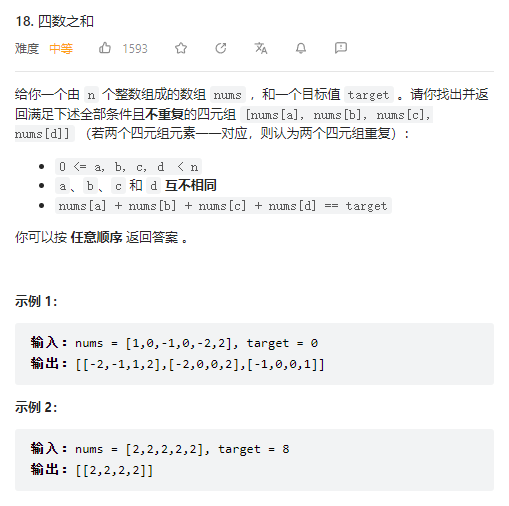 18. 四数之和
难度 中等 1593
给你一个由 n 个整数组成的数组 nums ，和一个目标值 target 。请你找出并返
回满足下述全部条件且不重复的四元组 [nums[a], nums[b], nums[c],
nums[d]] （若两个四元组元素一一对应，则认为两个四元组重复）：
• 0 <= a, b, c, d < n
• a 、b 、c 和 d 互不相同
• nums[a] + nums[b] + nums[c] + nums[d] == target
你可以按 任意顺序 返回答案 。
示例 1：
输入：nums = [1,0,-1,0,-2,2], target = 0
输出：[[-2,-1,1,2],[-2,0,0,2],[-1,0,0,1]]
示例 2：
输入：nums = [2,2,2,2,2], target = 8
输出：[[2,2,2,2]]